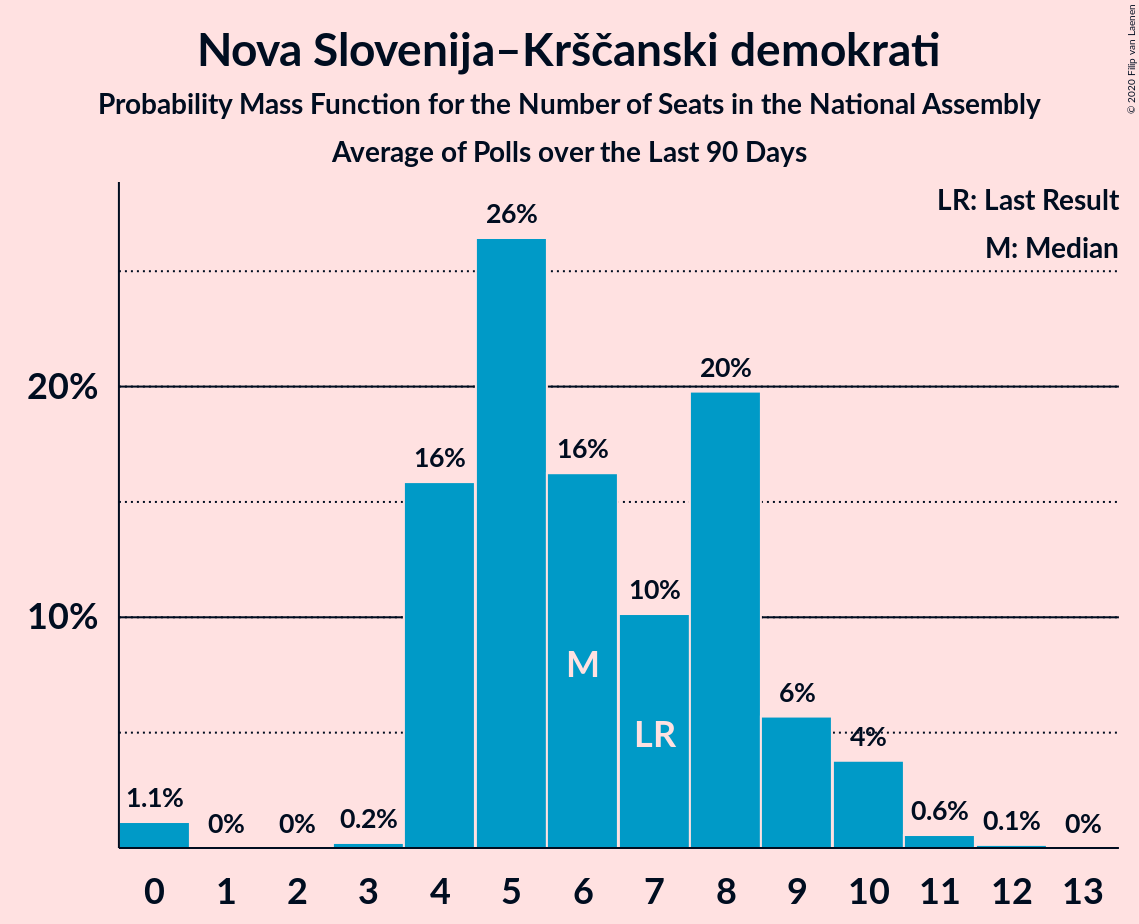 Nova Slovenija–Krščanski demokrati
Probability Mass Function for the Number of Seats in the National Assembly
Average of Polls over the Last 90 Days
© 2020 Filip van Laenen
LR: Last Result
M: Median
26%
20%
20%
16%
16%
10%
10%
M
LR
6%
4%
1.1%
0%
0%
0.2%
0.6%
0.1%
0%
0 1 2 3 4 5 6 7 8 9 10 11 12 13